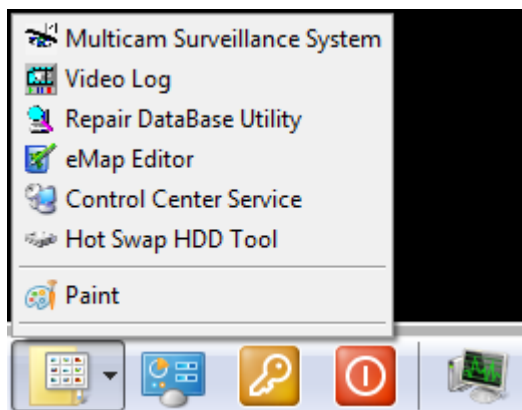 Multicam Surveillance System
Video Log
Repair DataBase Utility
eMap Editor
Control Center Service
Hot Swap HDD Tool
Paint